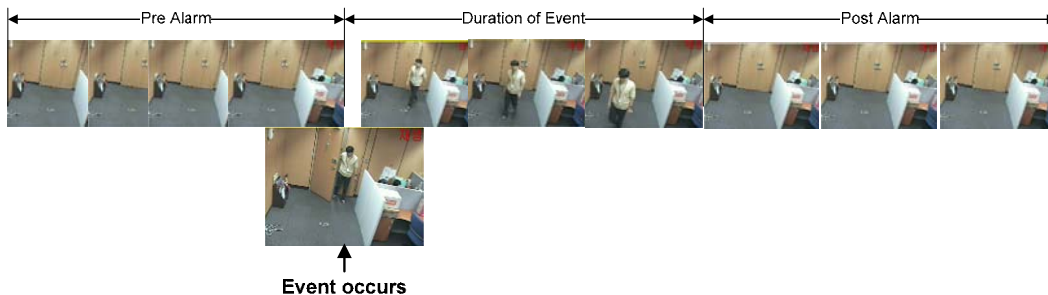 Pre Alarm
Duration of Event
Post Alarm
Event occurs